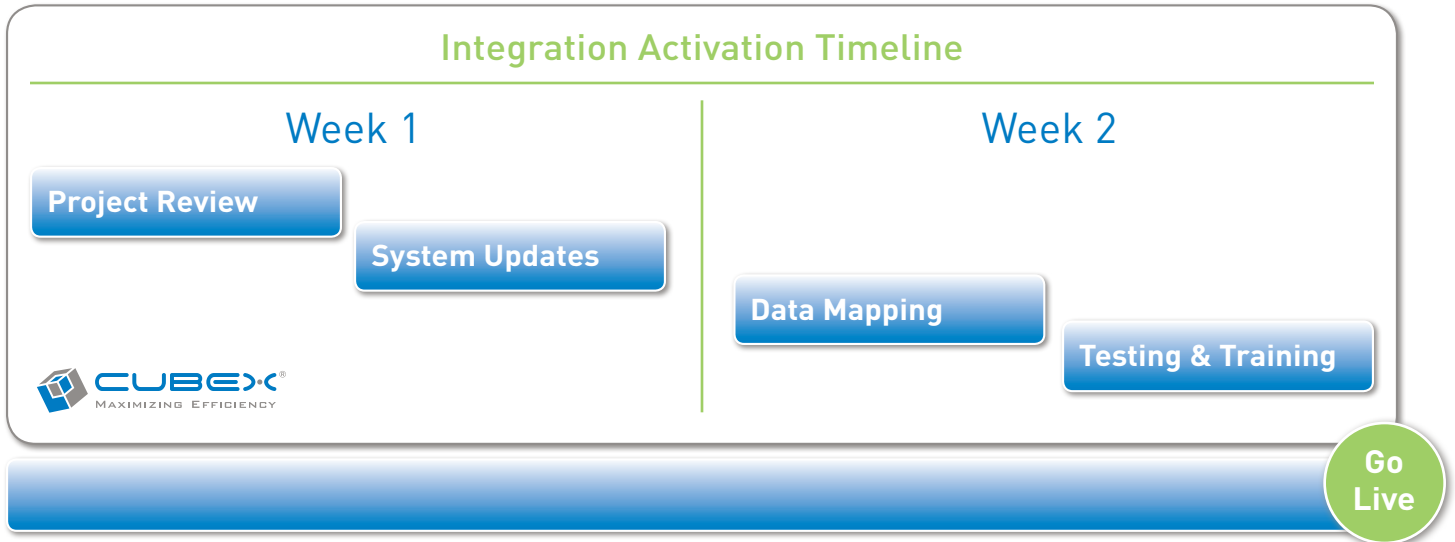 Integration Activation Timeline
Week 1
Project Review
System Updates
CUBEX®
MAXIMIZING EFFICIENCY
Week 2
Data Mapping
Testing & Training
Go
Live